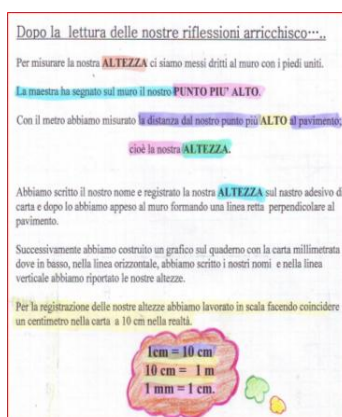 Dopo la lettura delle nostre riflessioni arricchisco…..
Per misurare la nostra ALTEZZA ci siamo messi dritti al muro con i piedi uniti.
La maestra ha segnato sul muro il nostro PUNTO PIU' ALTO.
Con il metro abbiamo misurato la distanza dal nostro punto più ALTO al pavimento;
cioè la nostra ALTEZZA.
Abbiamo scritto il nostro nome e registrato la nostra ALTEZZA sul nastro adesivo di
carta e dopo lo abbiamo appeso al muro formando una linea retta perpendicolare al
pavimento.
Successivamente abbiamo costruito un grafico sul quaderno con la carta millimetrata
dove in basso, nella linea orizzontale, abbiamo scritto i nostri nomi e nella linea
verticale abbiamo riportato le nostre altezze.
Per la registrazione delle nostre altezze abbiamo lavorato in scala facendo coincidere
un centimetro nella carta a 10 cm nella realtà.
1cm = 10 cm
10 cm = 1 m
1 mm = 1 cm.